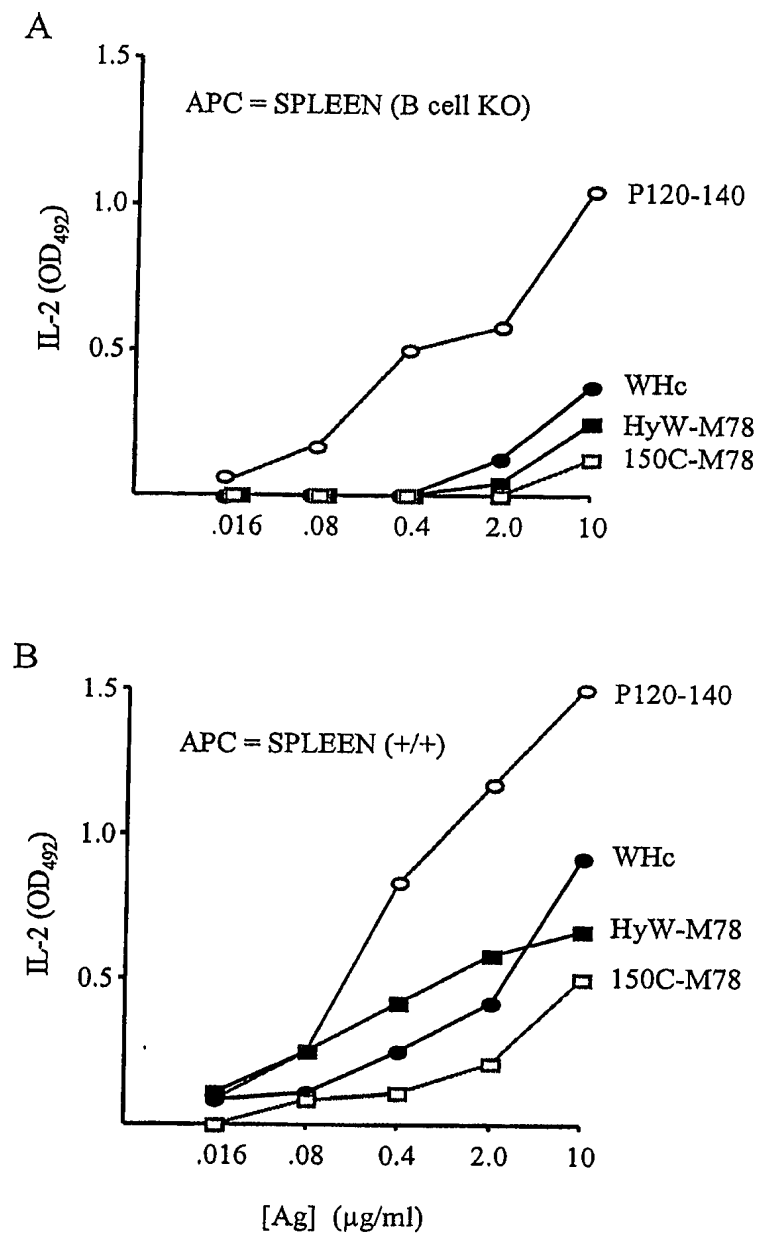 A
1.5
APC = SPLEEN (B cell KO)
P120-140
1.0
IL-2 (OD492)
0.5
WHc
HyW-M78
150C-M78
.016 .08 0.4 2.0 10
B
1.5
P120-140
APC = SPLEEN (+/+)
1.0
WHc
IL-2 (OD492)
HyW-M78
0.5
150C-M78
.016 .08 0.4 2.0 10
[Ag] (μg/ml)